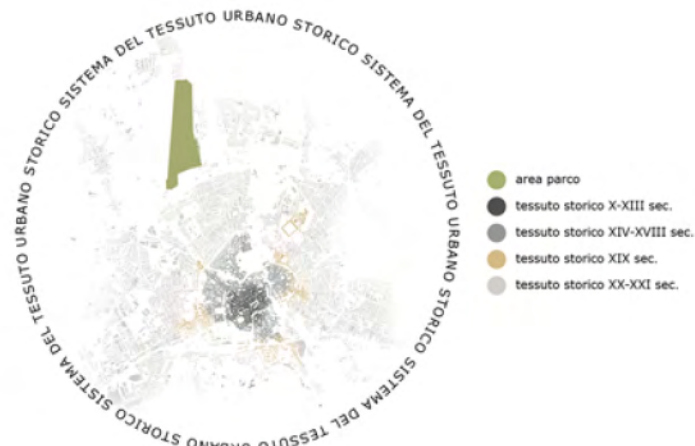 SISTEMA DEL TESSUTO URBANO STORICO SISTEMA DEL TESSUTO URBANO STORICO SISTEMA DEL TESSUTO URBANO STORICO SISTEMA DEL TESSUTO URBANO STORICO
area parco
tessuto storico X-XIII sec.
tessuto storico XIV-XVIII sec.
tessuto storico XIX sec.
tessuto storico XX-XXI sec.